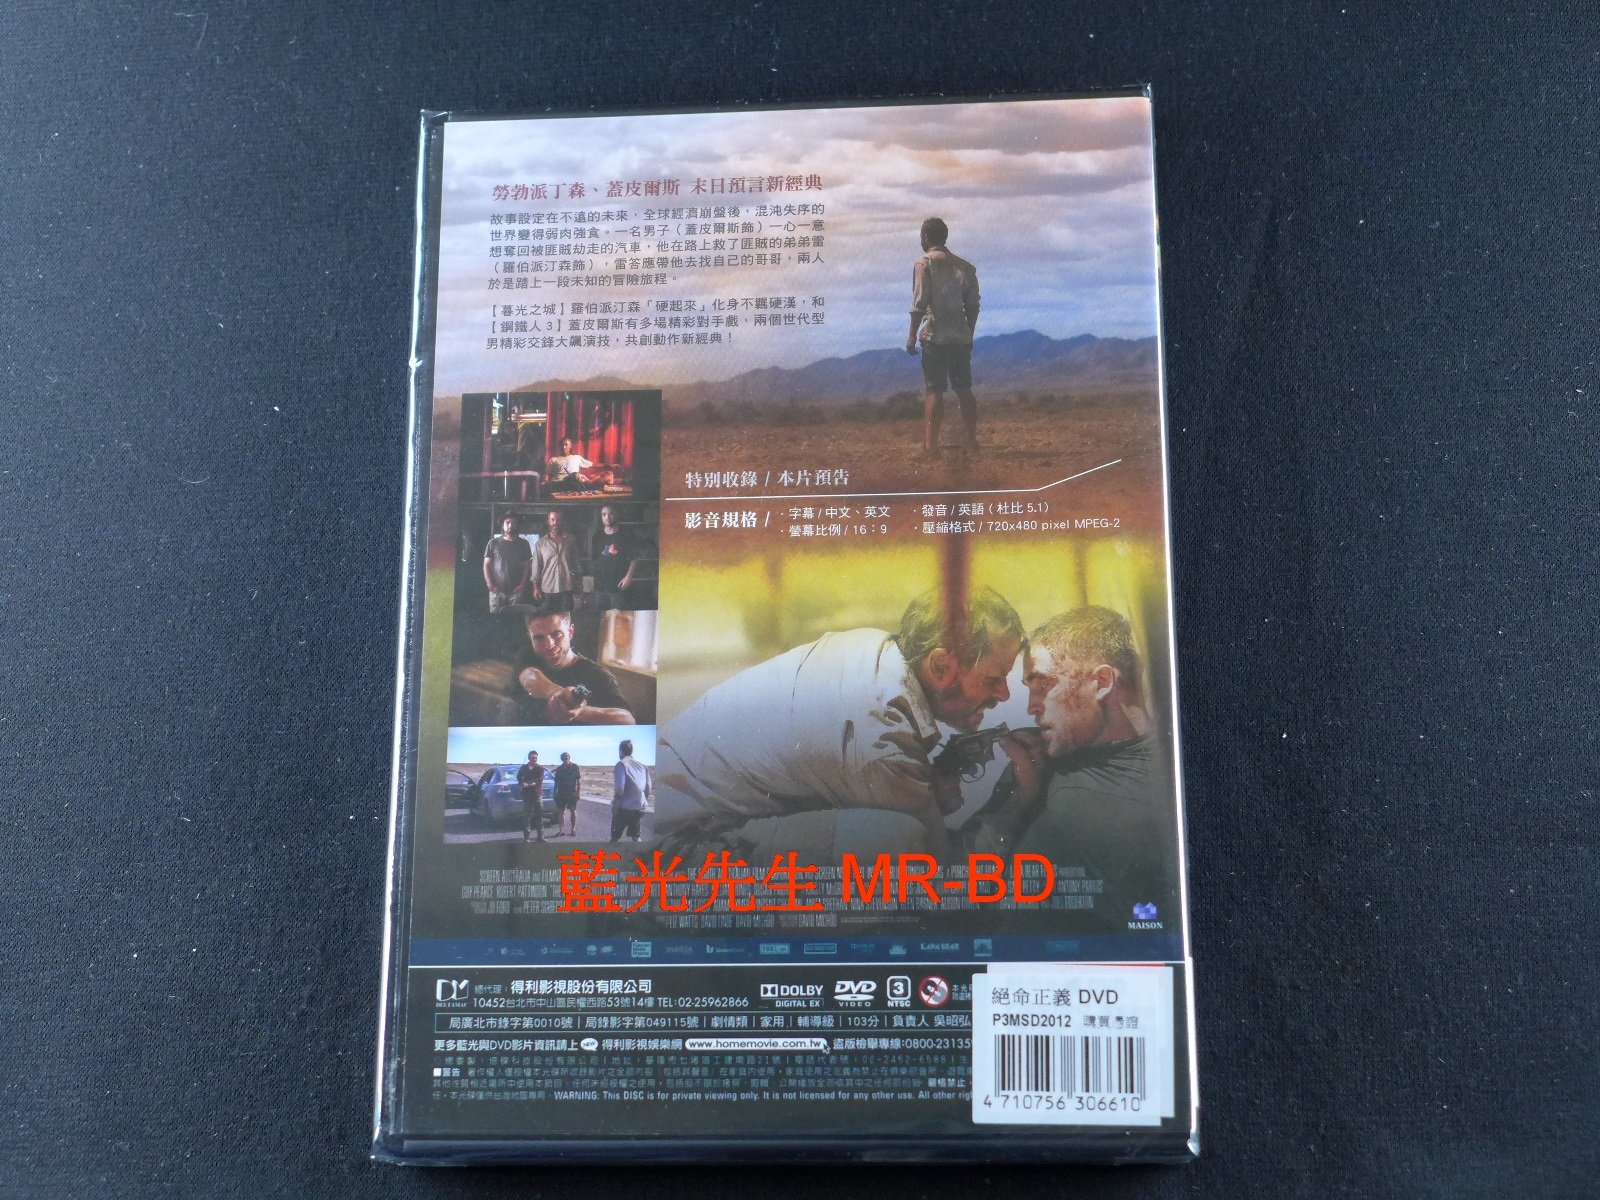 勞勃派丁森、蓋皮爾斯 末日預言新經典
故事設定在不遠的未來，全球經濟崩盤後，混沌失序的
世界變得弱肉強食。一名男子（蓋皮爾斯飾）一心一意
想奪回被匪賊劫走的汽車，他在路上救了匪賊的弟弟雷
（羅伯派汀森飾），雷答應帶他去找自己的哥哥，兩人
於是踏上一段未知的冒險旅程。
【暮光之城】羅伯派汀森「硬起來」化身不羈硬漢，和
【鋼鐵人3】蓋皮爾斯有多場精彩對手戲，兩個世代型
男精彩交鋒大飆演技，共創動作新經典！
特別收錄 / 本片預告
影音規格 / ・字幕 / 中文、英文 ・發音 / 英語（杜比 5.1）
・螢幕比例 / 16：9 ・壓縮格式 / 720x480 pixel MPEG-2
藍光先生 MR-BD
SCREEN AUSTRALIA
GUY PEARCE ROBERT PATTINSON
MAISON
總代理：得利影視股份有限公司
10452台北市中山區民權西路53號14樓 TEL:02-25962866
DOLBY DIGITAL EX
DVD VIDEO
3 NTSC
局廣北市錄字第0010號｜局錄影字第049115號｜劇情類｜家用｜輔導級｜103分｜負責人 吳昭弘
更多藍光與DVD影片資訊請上 得利影視娛樂網 www.homemovie.com.tw 盜版檢舉專線:0800-23135
■警告
WARNING: This DISC is for private viewing only. It is not licensed for any other use. All other
絕命正義 DVD
P3MSD2012 購買憑證
4 710756 306610